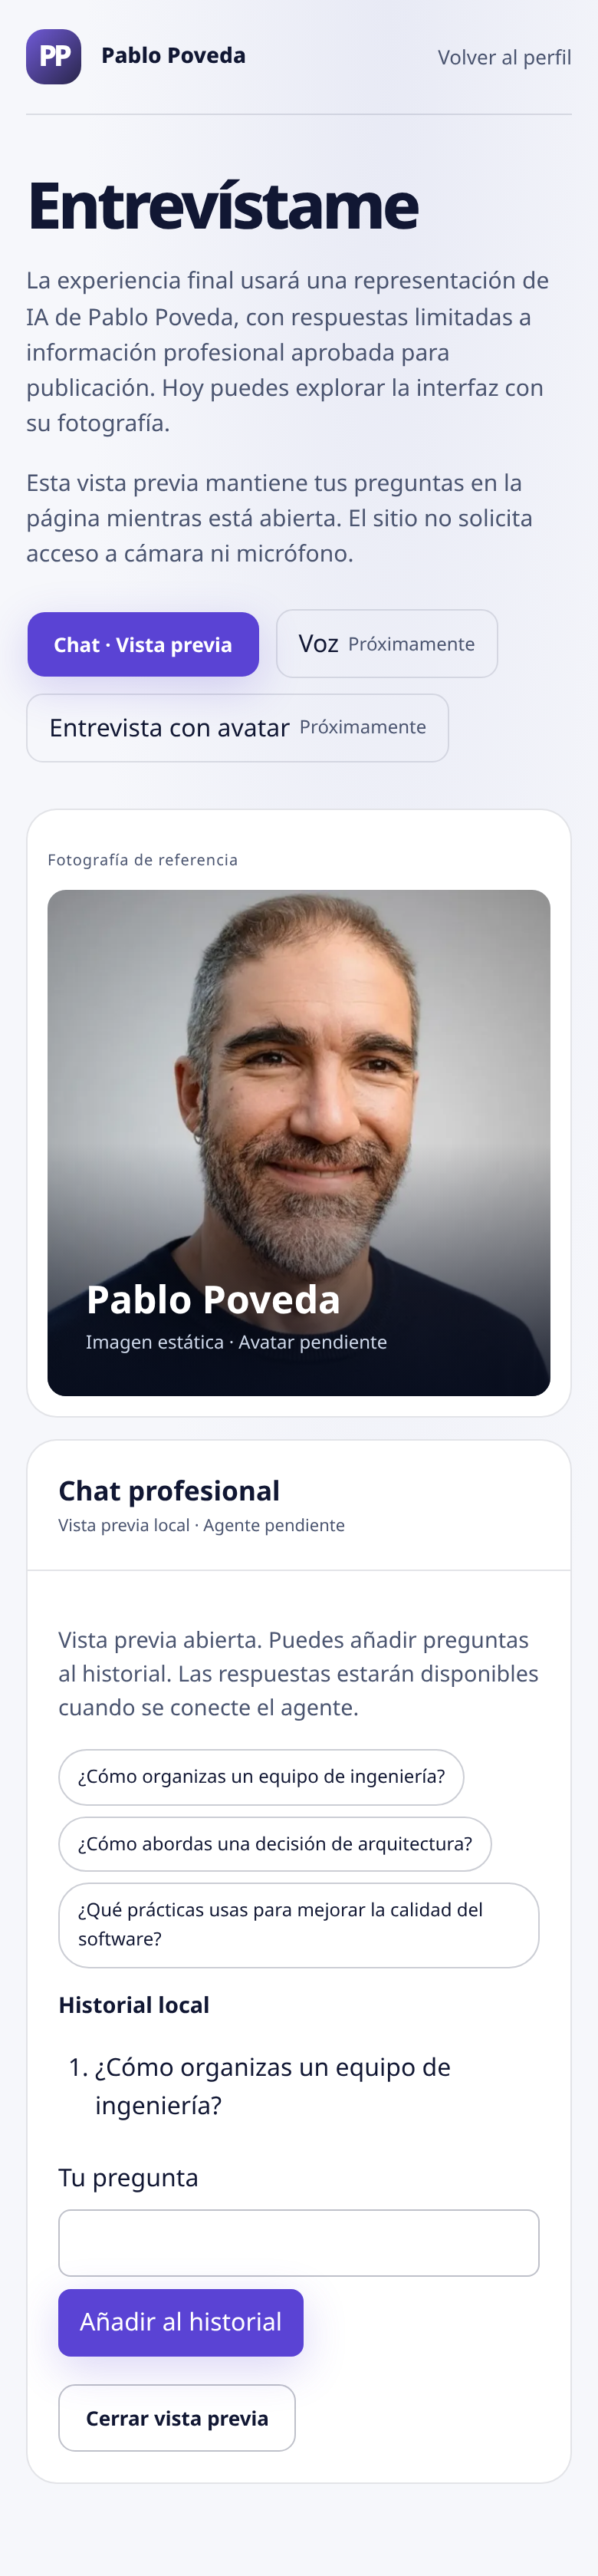 PP
Pablo Poveda
Volver al perfil
Entrevístame
La experiencia final usará una representación de
IA de Pablo Poveda, con respuestas limitadas a
información profesional aprobada para
publicación. Hoy puedes explorar la interfaz con
su fotografía.
Esta vista previa mantiene tus preguntas en la
página mientras está abierta. El sitio no solicita
acceso a cámara ni micrófono.
Chat · Vista previa
Voz Próximamente
Entrevista con avatar Próximamente
Fotografía de referencia
Pablo Poveda
Imagen estática · Avatar pendiente
Chat profesional
Vista previa local · Agente pendiente
Vista previa abierta. Puedes añadir preguntas
al historial. Las respuestas estarán disponibles
cuando se conecte el agente.
¿Cómo organizas un equipo de ingeniería?
¿Cómo abordas una decisión de arquitectura?
¿Qué prácticas usas para mejorar la calidad del
software?
Historial local
1. ¿Cómo organizas un equipo de
ingeniería?
Tu pregunta
Añadir al historial
Cerrar vista previa